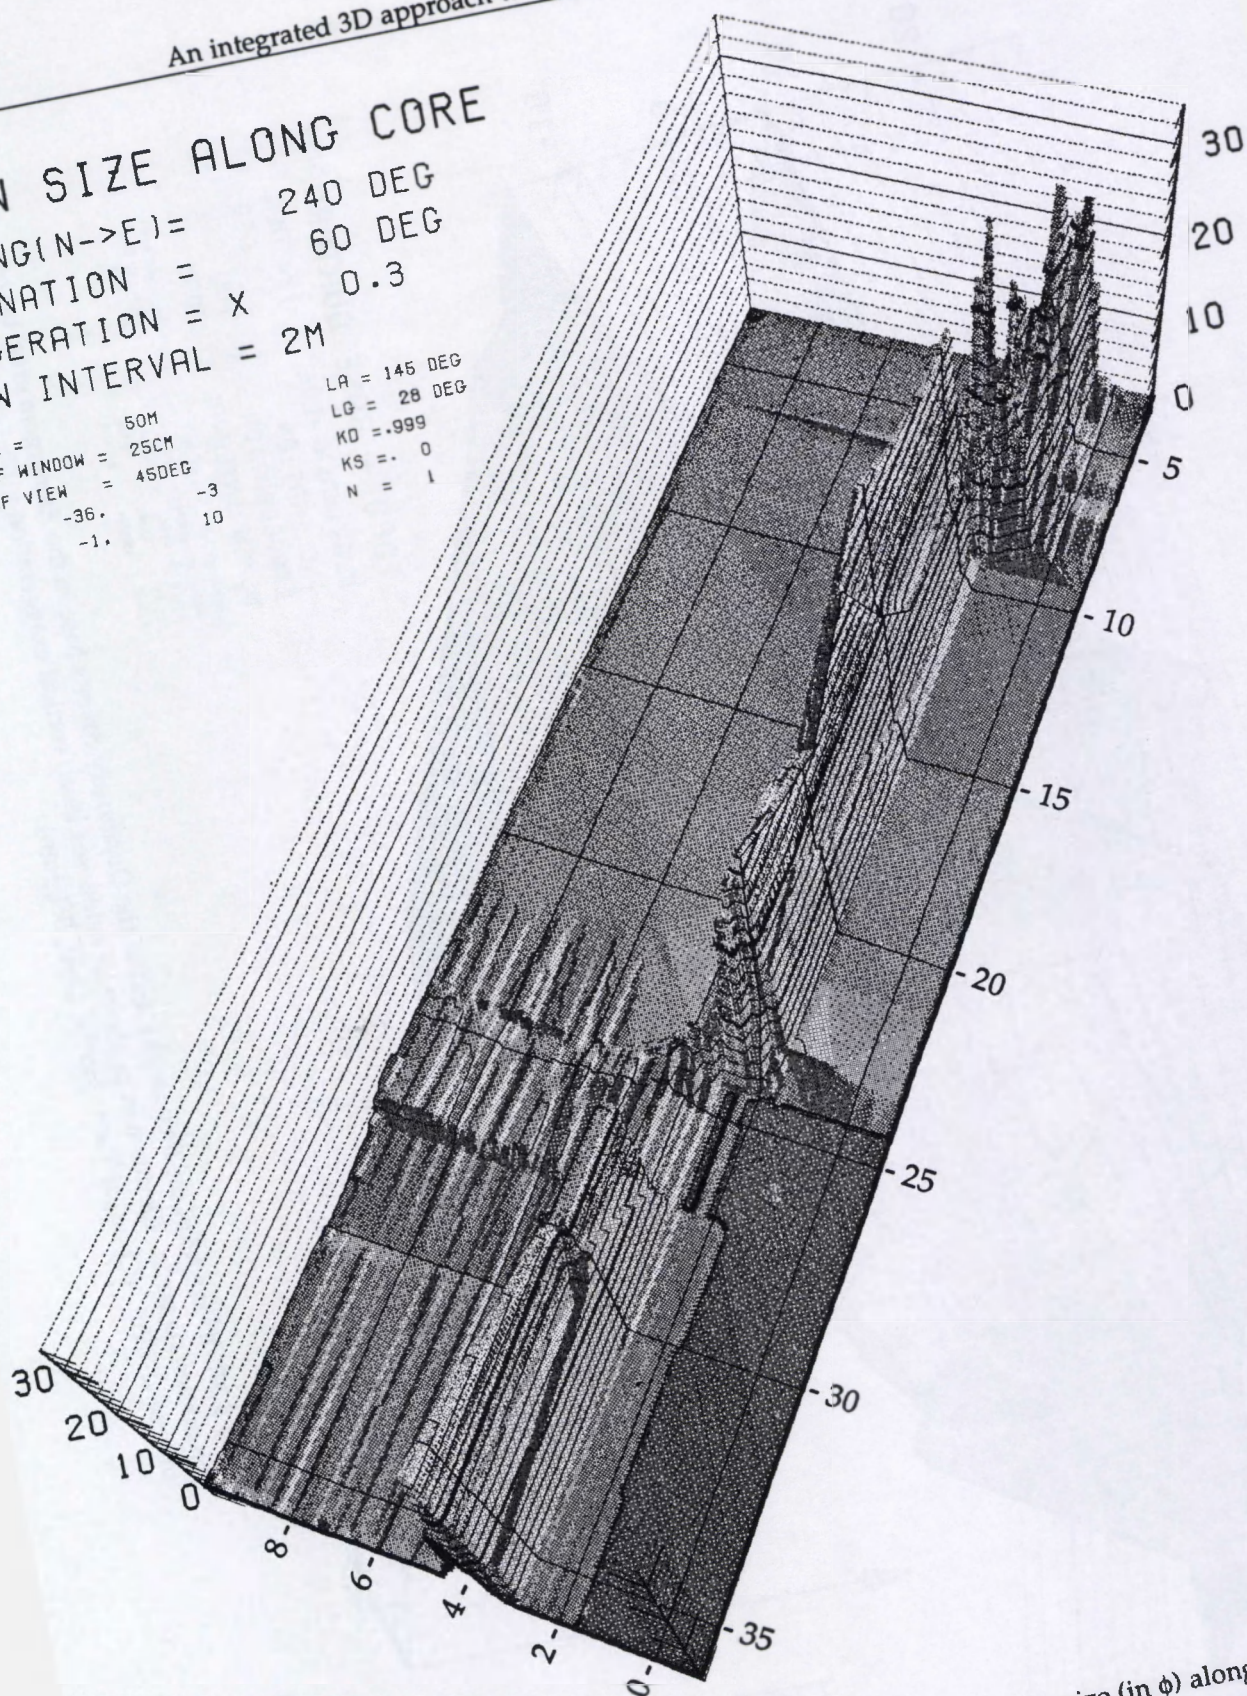 An integrated 3D approach
SIZE ALONG CORE
NG(N->E)= 240 DEG
NATION = 60 DEG
GERATION = X 0.3
INTERVAL = 2M
= 50M
WINDOW = 25CM
F VIEW = 45DEG
-36. -3
-1. 10
LA = 145 DEG
LG = 28 DEG
KD =.999
KS =. 0
N = 1
30
20
10
0
- 5
- 10
- 15
- 20
- 25
- 30
- 35
30
20
10
0
8-
6-
4-
2-
0-
(in ϕ) along